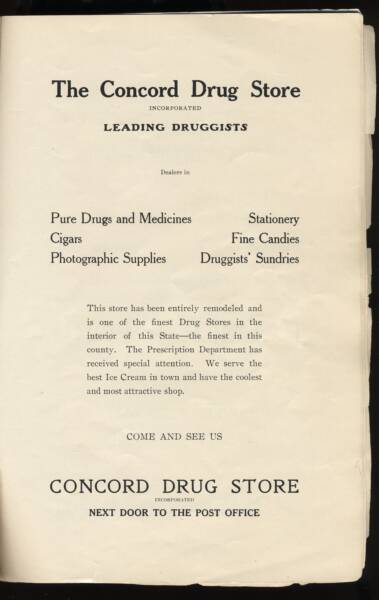 The Concord Drug Store
INCORPORATED
LEADING DRUGGISTS
Dealers in
Pure Drugs and Medicines Stationery
Cigars Fine Candies
Photographic Supplies Druggists' Sundries
This store has been entirely remodeled and
is one of the finest Drug Stores in the
interior of this State—the finest in this
county. The Prescription Department has
received special attention. We serve the
best Ice Cream in town and have the coolest
and most attractive shop.
COME AND SEE US
CONCORD DRUG STORE
INCORPORATED
NEXT DOOR TO THE POST OFFICE